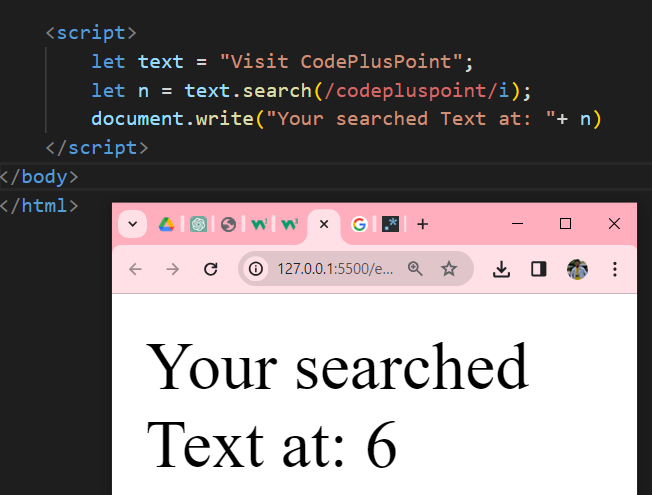 <script>
let text = "Visit CodePlusPoint";
let n = text.search(/codepluspoint/i);
document.write("Your searched Text at: "+ n)
</script>
</body>
</html>
127.0.0.1:5500/e...
Your searched
Text at: 6